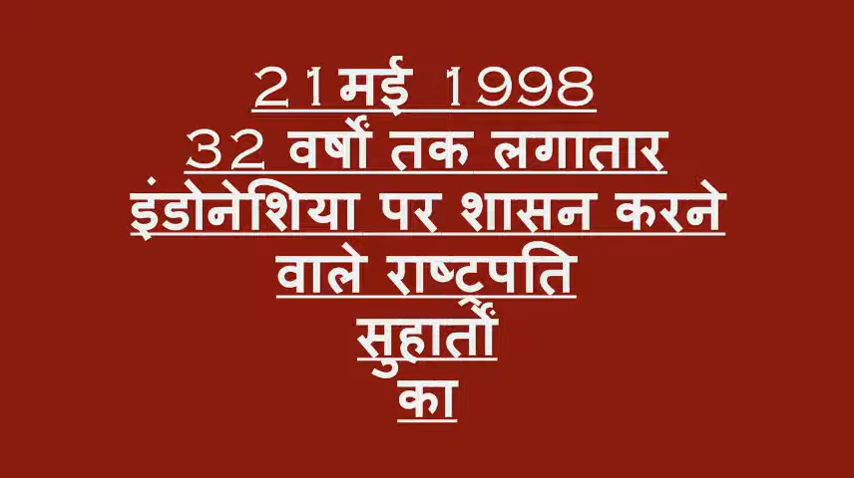 21मई 1998
32 वर्षों तक लगातार
इंडोनेशिया पर शासन करने
वाले राष्ट्रपति
सुहार्तों
का